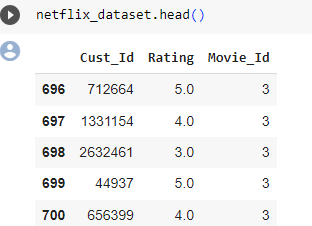 netflix_dataset.head()
Cust_Id Rating Movie_Id
696 712664 5.0 3
697 1331154 4.0 3
698 2632461 3.0 3
699 44937 5.0 3
700 656399 4.0 3